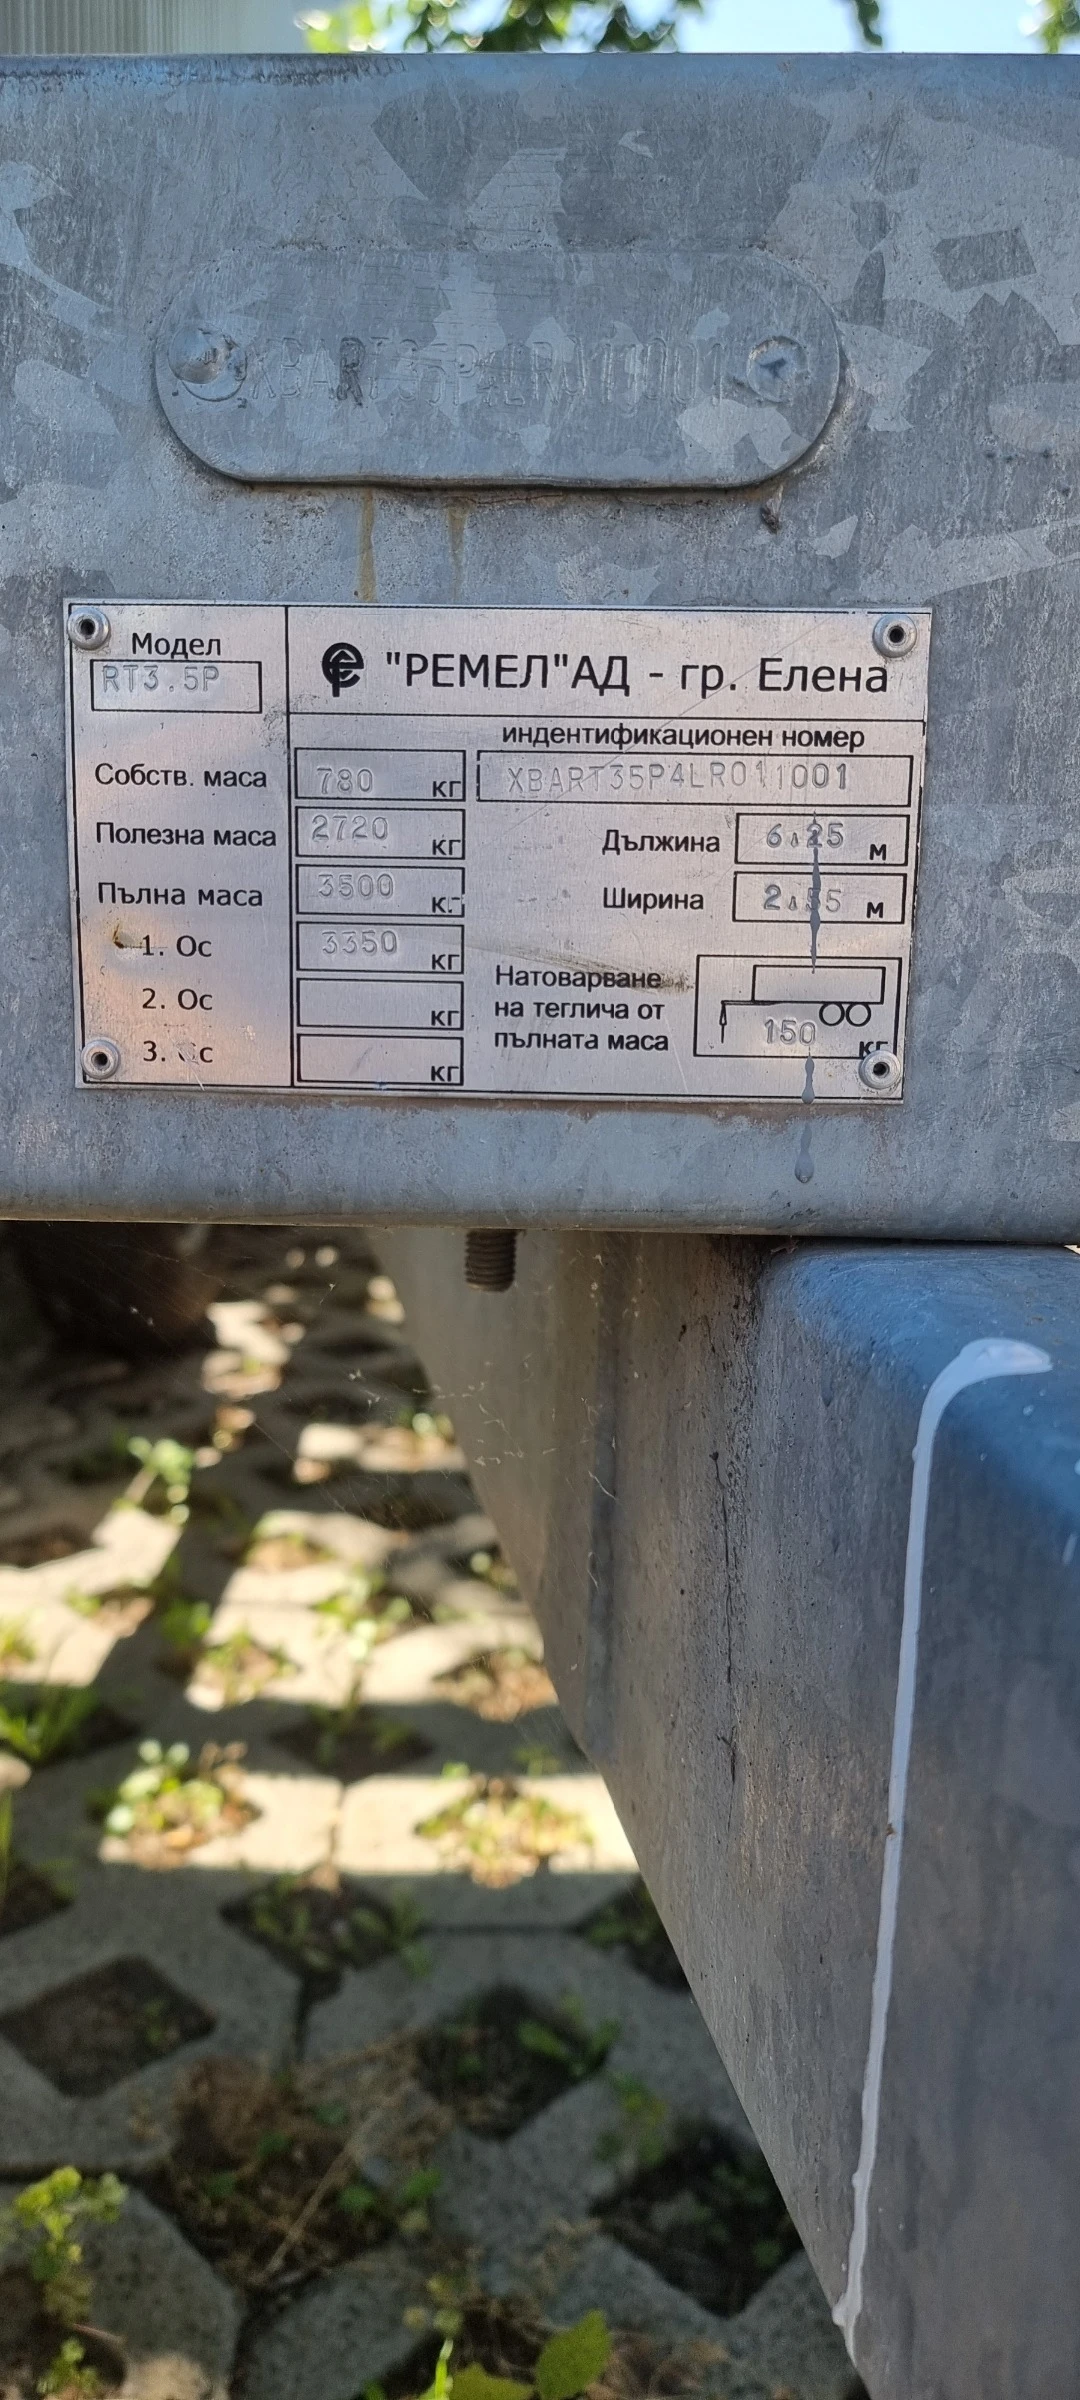 XBART35P4LR011001
Модел
RT3.5P
"РЕМЕЛ"АД - гр. Елена
индентификационен номер
XBART35P4LR011001
Собств. маса 780 кг
Полезна маса 2720 кг
Пълна маса 3500 кг
1. Ос 3350 кг
2. Ос кг
3. Ос кг
Дължина 6.25 м
Ширина 2.55 м
Натоварване
на теглича от
пълната маса
150 кг